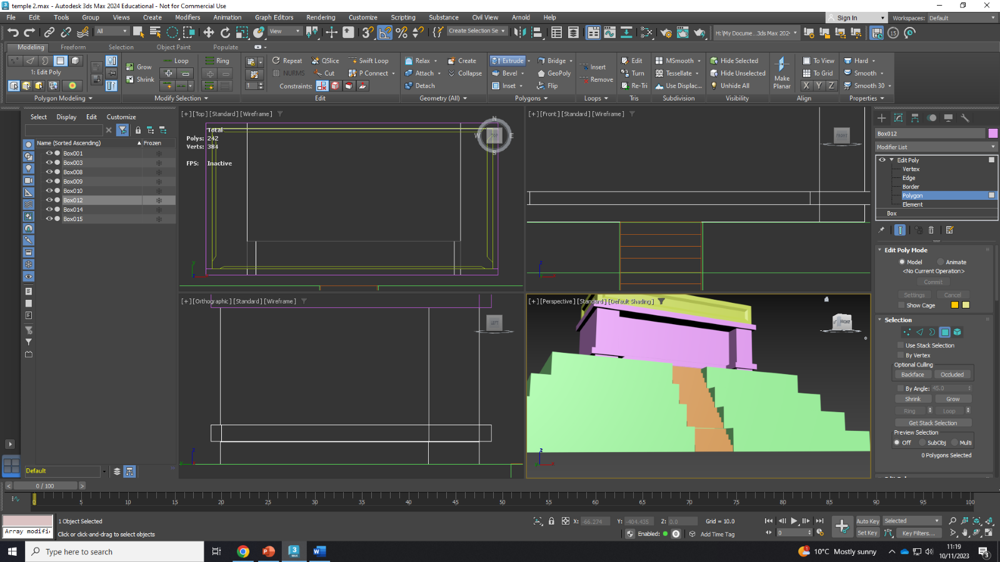 temple 2.max - Autodesk 3ds Max 2024 Educational - Not for Commercial Use
File Edit Tools Group Views Create Modifiers Animation Graph Editors Rendering Customize Scripting Substance Civil View Arnold Help Sign In Workspaces: Default
All View Create Selection Se H:\My Docume...3ds Max 202 15
Modeling Freeform Selection Object Paint Populate
Grow Loop Ring Repeat QSlice Swift Loop Relax Create Extrude Bridge Insert Edit MSmooth Hide Selected To View Hard
1: Edit Poly NURMS Cut P Connect Attach Collapse Bevel GeoPoly Turn Tessellate Hide Unselected Make Planar To Grid Smooth
Shrink 1 Constraints: Detach Inset Flip Remove Re-Tri Use Displac... Unhide All X Y Z Smooth 30
Polygon Modeling Modify Selection Edit Geometry (All) Polygons Loops Tris Subdivision Visibility Align Properties
Select Display Edit Customize
Name (Sorted Ascending) Frozen
Box001
Box003
Box008
Box009
Box010
Box012
Box014
Box015
Default
[+] [Top] [Standard] [Wireframe]
Total
Polys: 242
Verts: 384
FPS: Inactive
N
W TOP E
S
[+] [Front] [Standard] [Wireframe]
FRONT
[+] [Orthographic] [Standard] [Wireframe]
LEFT
[+] [Perspective] [Standard] [Default Shading]
FRONT
Box012
Modifier List
Edit Poly
Vertex
Edge
Border
Polygon
Element
Box
Edit Poly Mode
Model Animate
<No Current Operation>
Commit
Settings Cancel
Show Cage
Selection
Use Stack Selection
By Vertex
Optional Culling
Backface Occluded
By Angle: 45.0
Shrink Grow
Ring Loop
Get Stack Selection
Preview Selection
Off SubObj Multi
0 Polygons Selected
< 0 / 100 >
0 5 10 15 20 25 30 35 40 45 50 55 60 65 70 75 80 85 90 95 100
1 Object Selected X: -66.274 Y: -404.435 Z: 0.0 Grid = 10.0 Auto Key Selected
Array modifi Click or click-and-drag to select objects Enabled: 0 Add Time Tag 0 Set Key Key Filters...
Type here to search 10°C Mostly sunny 11:19
10/11/2023 3